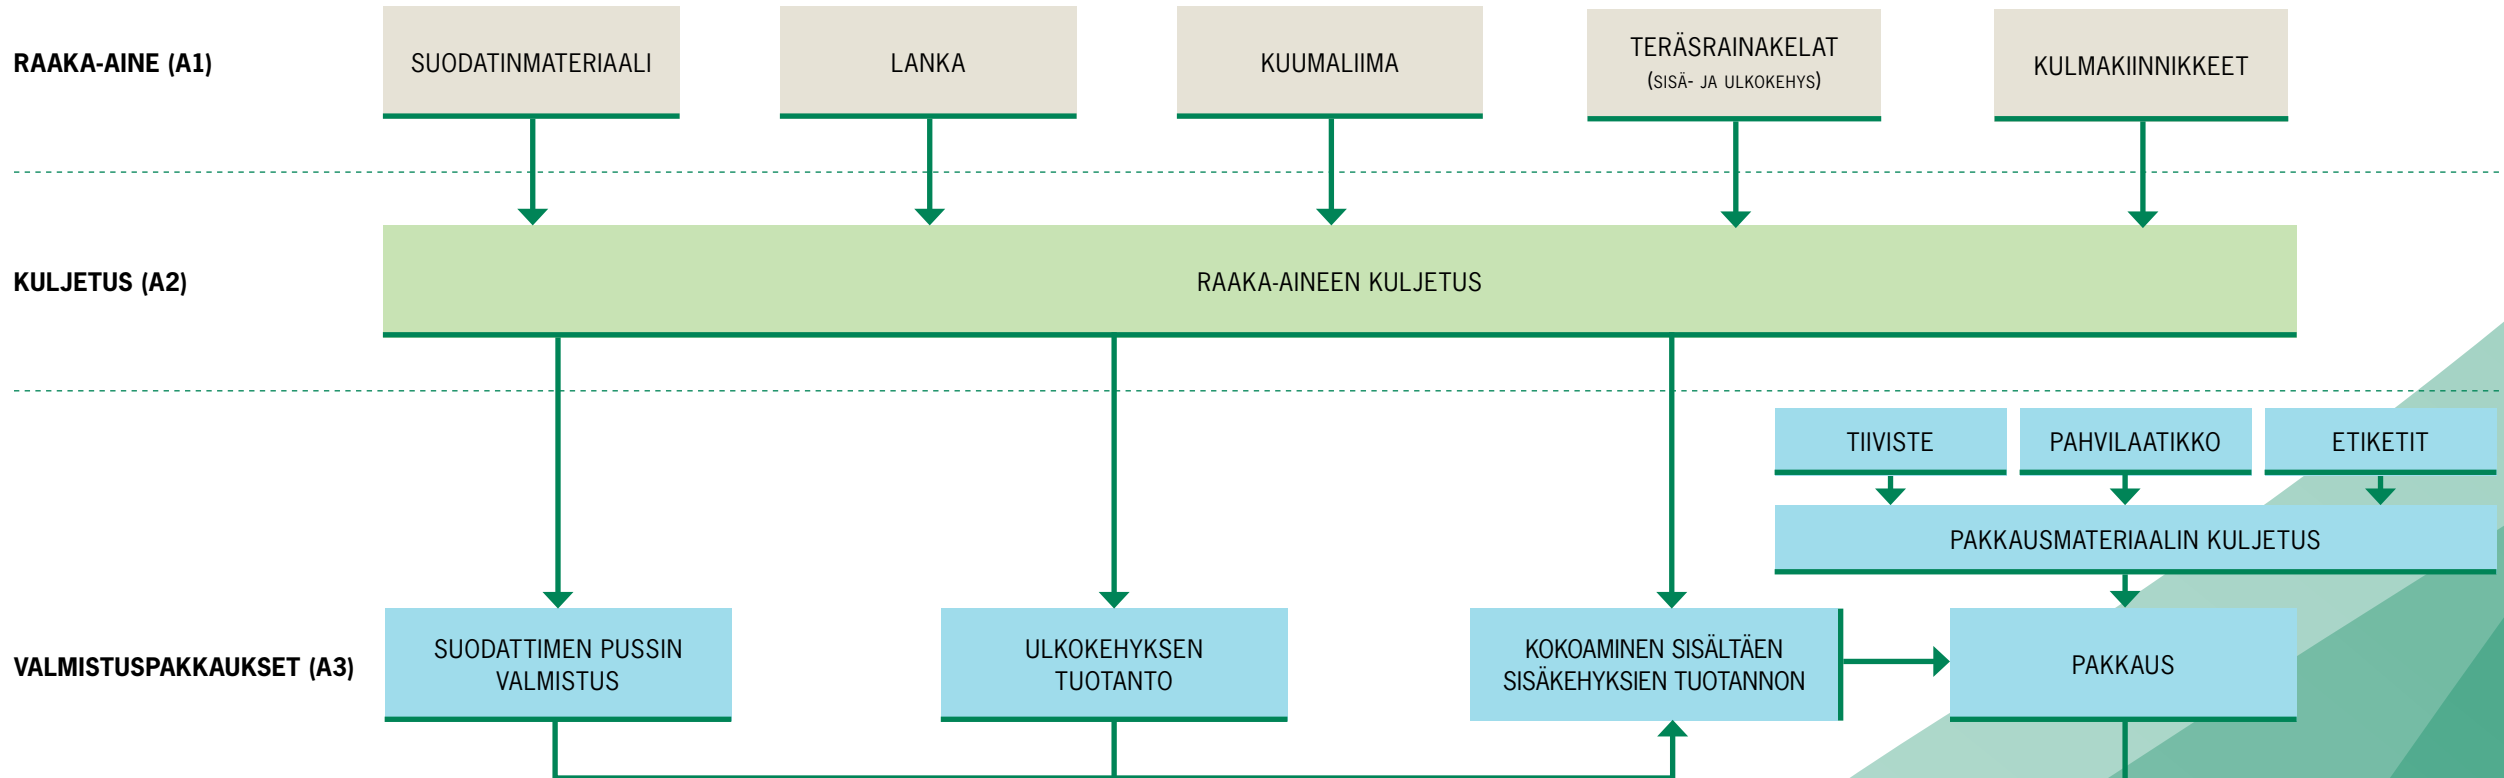 RAAKA-AINE (A1)
SUODATINMATERIAALI
LANKA
KUUMALIIMA
TERÄSRAINAKELAT
(SISÄ- JA ULKOKEHYS)
KULMAKIINNIKKEET
KULJETUS (A2)
RAAKA-AINEEN KULJETUS
TIIVISTE
PAHVILAATIKKO
ETIKETIT
PAKKAUSMATERIAALIN KULJETUS
VALMISTUSPAKKAUKSET (A3)
SUODATTIMEN PUSSIN
VALMISTUS
ULKOKEHYKSEN
TUOTANTO
KOKOAMINEN SISÄLTÄEN
SISÄKEHYKSIEN TUOTANNON
PAKKAUS